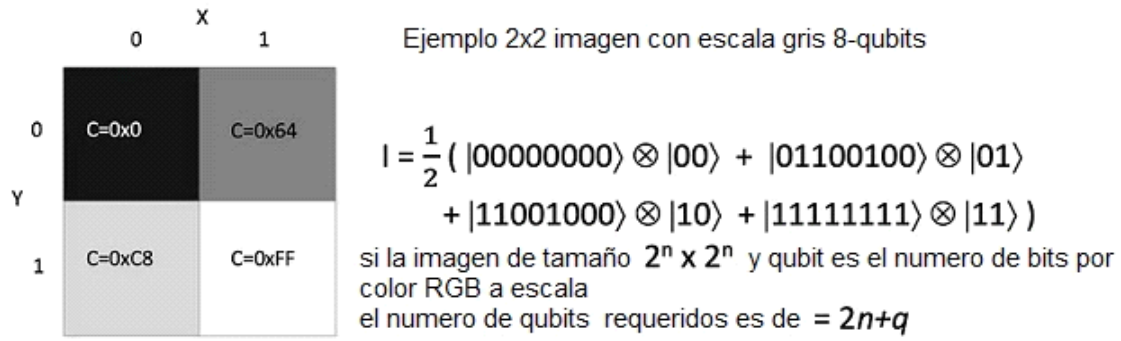 X
0 1
Ejemplo 2x2 imagen con escala gris 8-qubits
0
C=0x0
C=0x64
I = 1/2 ( |00000000⟩ ⊗ |00⟩ + |01100100⟩ ⊗ |01⟩
+ |11001000⟩ ⊗ |10⟩ + |11111111⟩ ⊗ |11⟩ )
Y
1
C=0xC8
C=0xFF
si la imagen de tamaño 2ⁿ x 2ⁿ y qubit es el numero de bits por
color RGB a escala
el numero de qubits requeridos es de = 2n+q